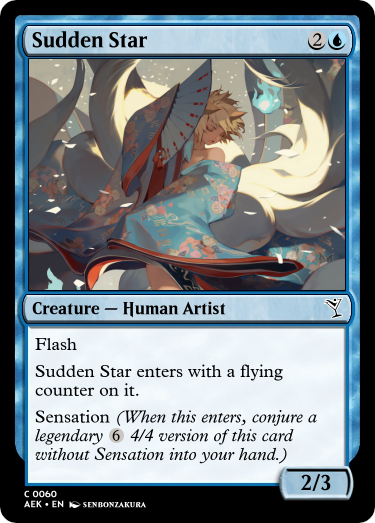 Sudden Star 2
Creature — Human Artist
Flash
Sudden Star enters with a flying
counter on it.
Sensation (When this enters, conjure a
legendary 6 4/4 version of this card
without Sensation into your hand.)
2/3
C 0060
AEK • EN SENBONZAKURA